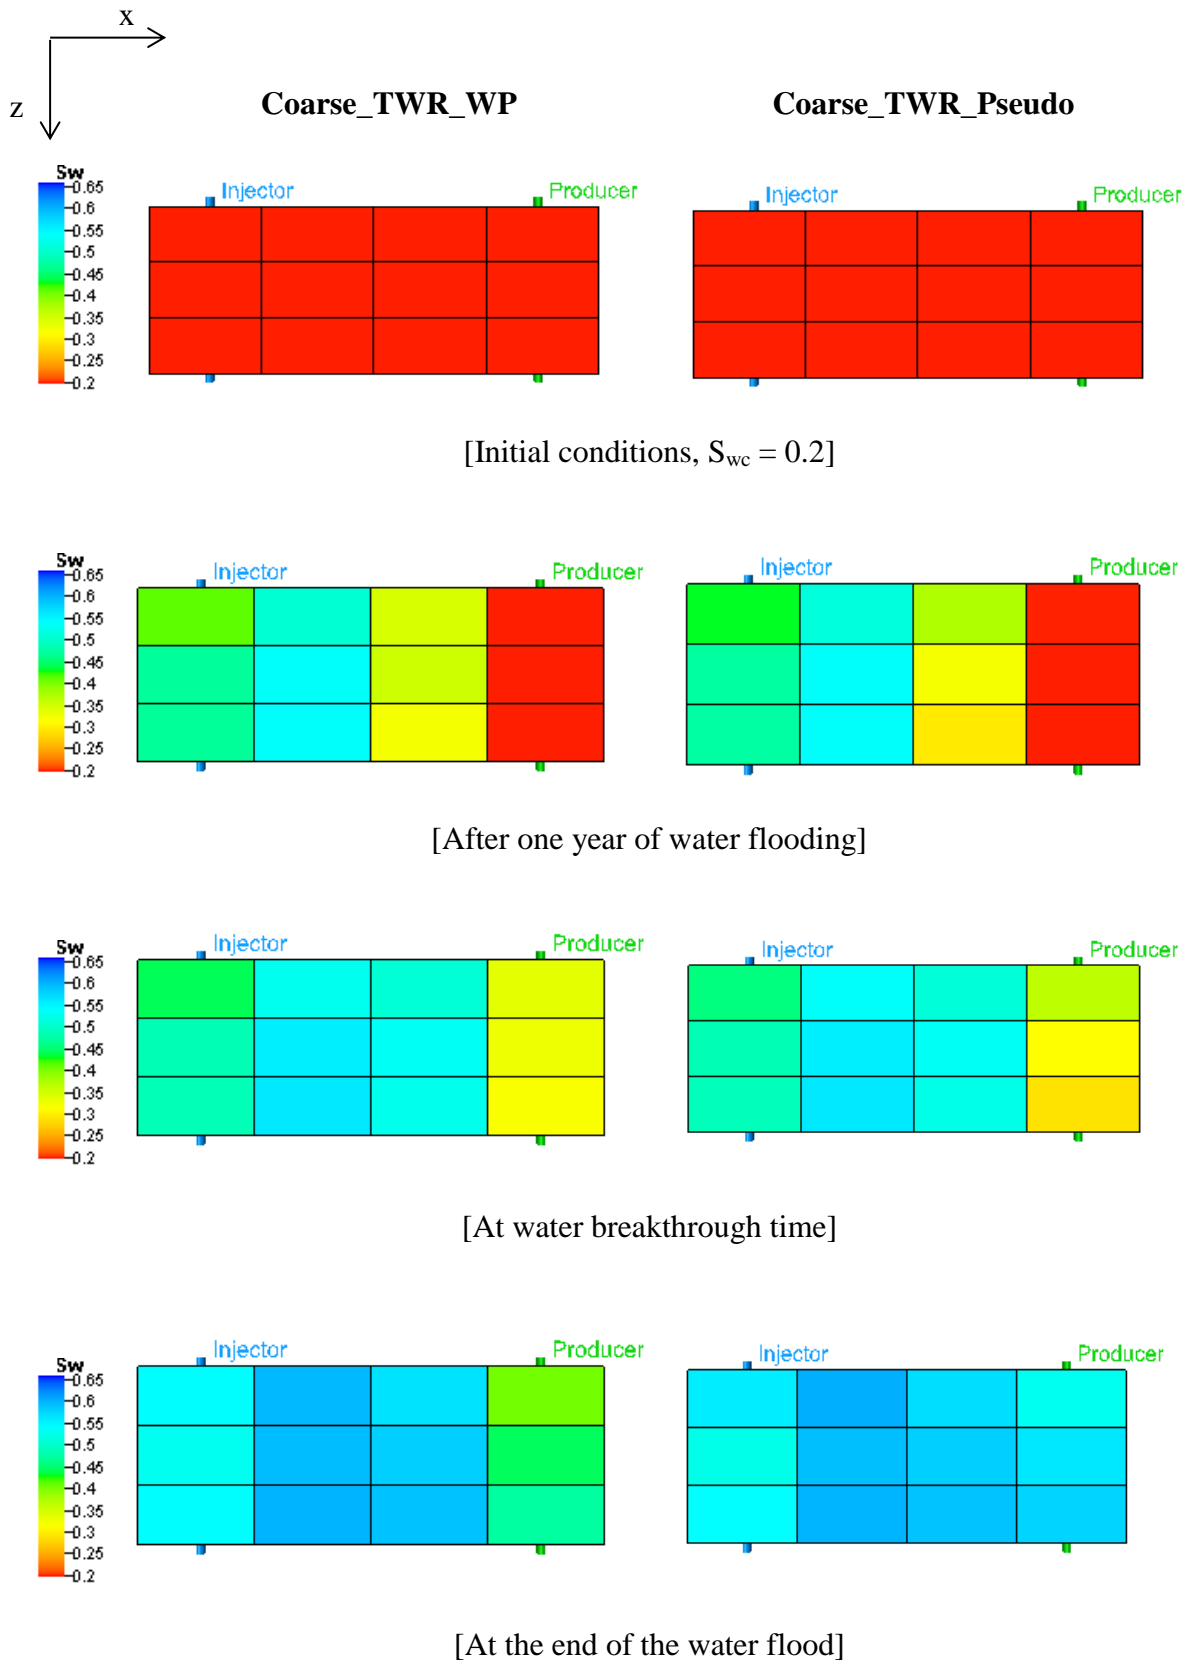 x
z
Coarse_TWR_WP Coarse_TWR_Pseudo
Sw
0.65
0.6
0.55
0.5
0.45
0.4
0.35
0.3
0.25
0.2
Injector Producer
Injector Producer
[Initial conditions, Swc = 0.2]
Sw
0.65
0.6
0.55
0.5
0.45
0.4
0.35
0.3
0.25
0.2
Injector Producer
Injector Producer
[After one year of water flooding]
Sw
0.65
0.6
0.55
0.5
0.45
0.4
0.35
0.3
0.25
0.2
Injector Producer
Injector Producer
[At water breakthrough time]
Sw
0.65
0.6
0.55
0.5
0.45
0.4
0.35
0.3
0.25
0.2
Injector Producer
Injector Producer
[At the end of the water flood]